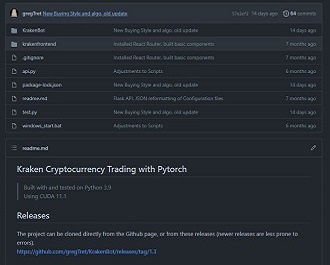 gregTret New Buying Style and algo, old update 14 days ago 64 commits
KrakenBot New Buying Style and algo, old update 14 days ago
krakenfrontend Installed React Router, built basic components 7 months ago
.gitignore Installed React Router, built basic components 7 months ago
api.py Adjustments to Scripts 6 months ago
package-lock.json New Buying Style and algo, old update 14 days ago
readme.md Flask API, JSON reformatting of Configuration files 7 months ago
test.py New Buying Style and algo, old update 14 days ago
windows_start.bat Adjustments to Scripts 6 months ago
readme.md
Kraken Cryptocurrency Trading with Pytorch
Built with and tested on Python 3.9
Using CUDA 11.1
Releases
The project can be cloned directly from the Github page, or from these releases (newer releases are less prone to
errors).
https://github.com/gregTret/KrakenBot/releases/tag/1.3